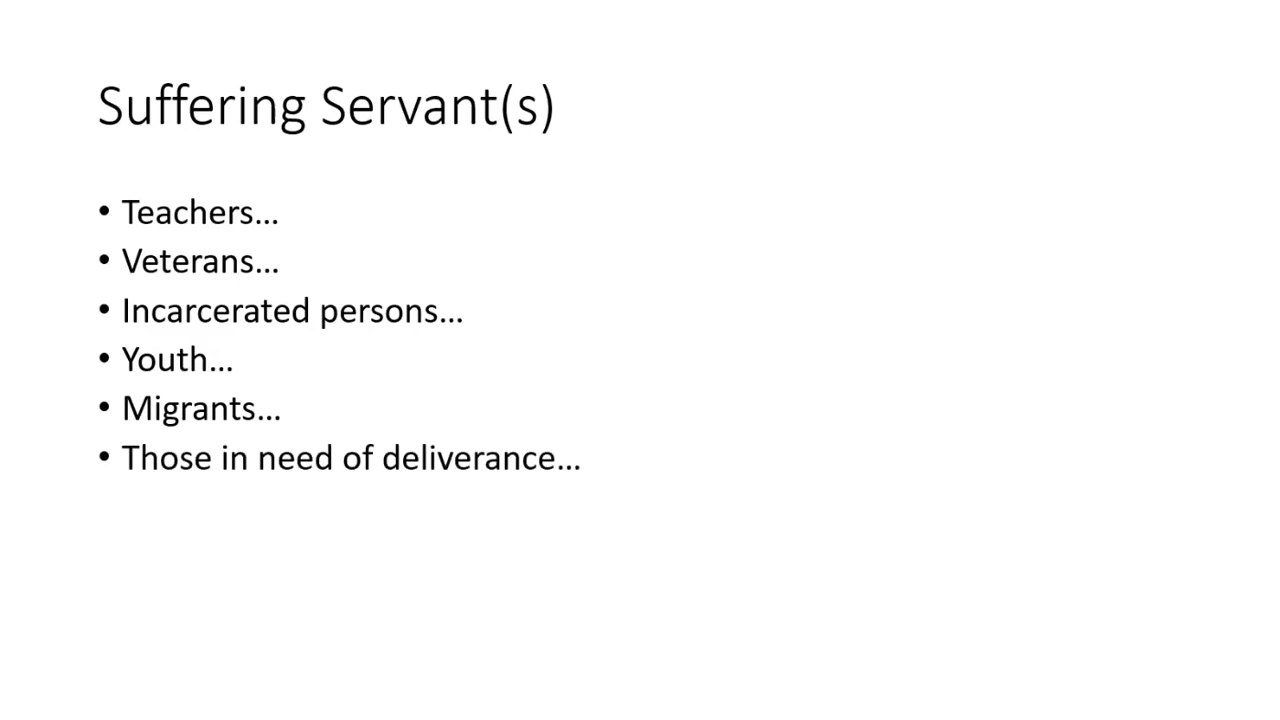 Suffering Servant(s)
• Teachers...
• Veterans...
• Incarcerated persons...
• Youth...
• Migrants...
• Those in need of deliverance...